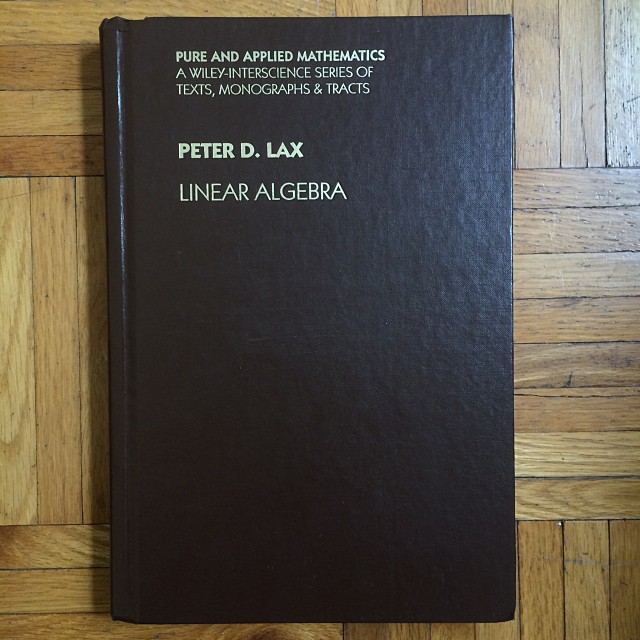 PURE AND APPLIED MATHEMATICS
A WILEY-INTERSCIENCE SERIES OF
TEXTS, MONOGRAPHS & TRACTS
PETER D. LAX
LINEAR ALGEBRA